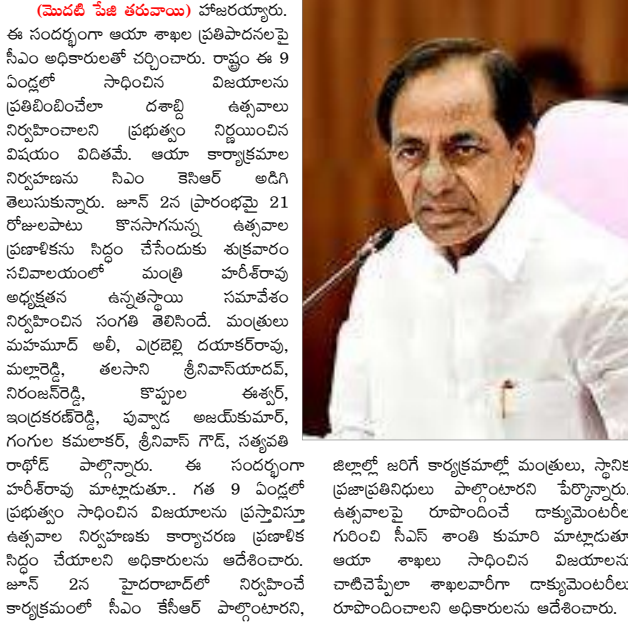 (మొదటి పేజి తరువాయి) హాజరయ్యారు.
ఈ సందర్భంగా ఆయా శాఖల ప్రతిపాదనలపై
సీఎం అధికారులతో చర్చించారు. రాష్ట్రం ఈ 9
ఏండ్లలో సాధించిన విజయాలను
ప్రతిబింబించేలా దశాబ్ది ఉత్సవాలు
నిర్వహించాలని ప్రభుత్వం నిర్ణయించిన
విషయం విదితమే. ఆయా కార్యాక్రమాల
నిర్వహణను సిఎం కెసిఆర్ అడిగి
తెలుసుకున్నారు. జూన్ 2న ప్రారంభమై 21
రోజులపాటు కొనసాగనున్న ఉత్సవాల
ప్రణాళికను సిద్ధం చేసేందుకు శుక్రవారం
సచివాలయంలో మంత్రి హరీశ్‌రావు
అధ్యక్షతన ఉన్నతస్థాయి సమావేశం
నిర్వహించిన సంగతి తెలిసిందే. మంత్రులు
మహమూద్ అలీ, ఎర్రబెల్లి దయాకర్‌రావు,
మల్లారెడ్డి, తలసాని శ్రీనివాస్‌యాదవ్,
నిరంజన్‌రెడ్డి, కొప్పుల ఈశ్వర్,
ఇంద్రకరణ్‌రెడ్డి, పువ్వాడ అజయ్‌కుమార్,
గంగుల కమలాకర్, శ్రీనివాస్ గౌడ్, సత్యవతి
రాథోడ్ పాల్గొన్నారు. ఈ సందర్భంగా
హరీశ్‌రావు మాట్లాడుతూ.. గత 9 ఏండ్లలో
ప్రభుత్వం సాధించిన విజయాలను ప్రస్తావిస్తూ
ఉత్సవాల నిర్వహణకు కార్యాచరణ ప్రణాళిక
సిద్ధం చేయాలని అధికారులను ఆదేశించారు.
జూన్ 2న హైదరాబాద్‌లో నిర్వహించే
కార్యక్రమంలో సీఎం కేసీఆర్ పాల్గొంటారని,
జిల్లాల్లో జరిగే కార్యక్రమాల్లో మంత్రులు, స్థానిక
ప్రజాప్రతినిధులు పాల్గొంటారని పేర్కొన్నారు.
ఉత్సవాలపై రూపొందించే డాక్యుమెంటరీల
గురించి సీఎస్ శాంతి కుమారి మాట్లాడుతూ
ఆయా శాఖలు సాధించిన విజయాలను
చాటిచెప్పేలా శాఖలవారీగా డాక్యుమెంటరీలు
రూపొందించాలని అధికారులను ఆదేశించారు.